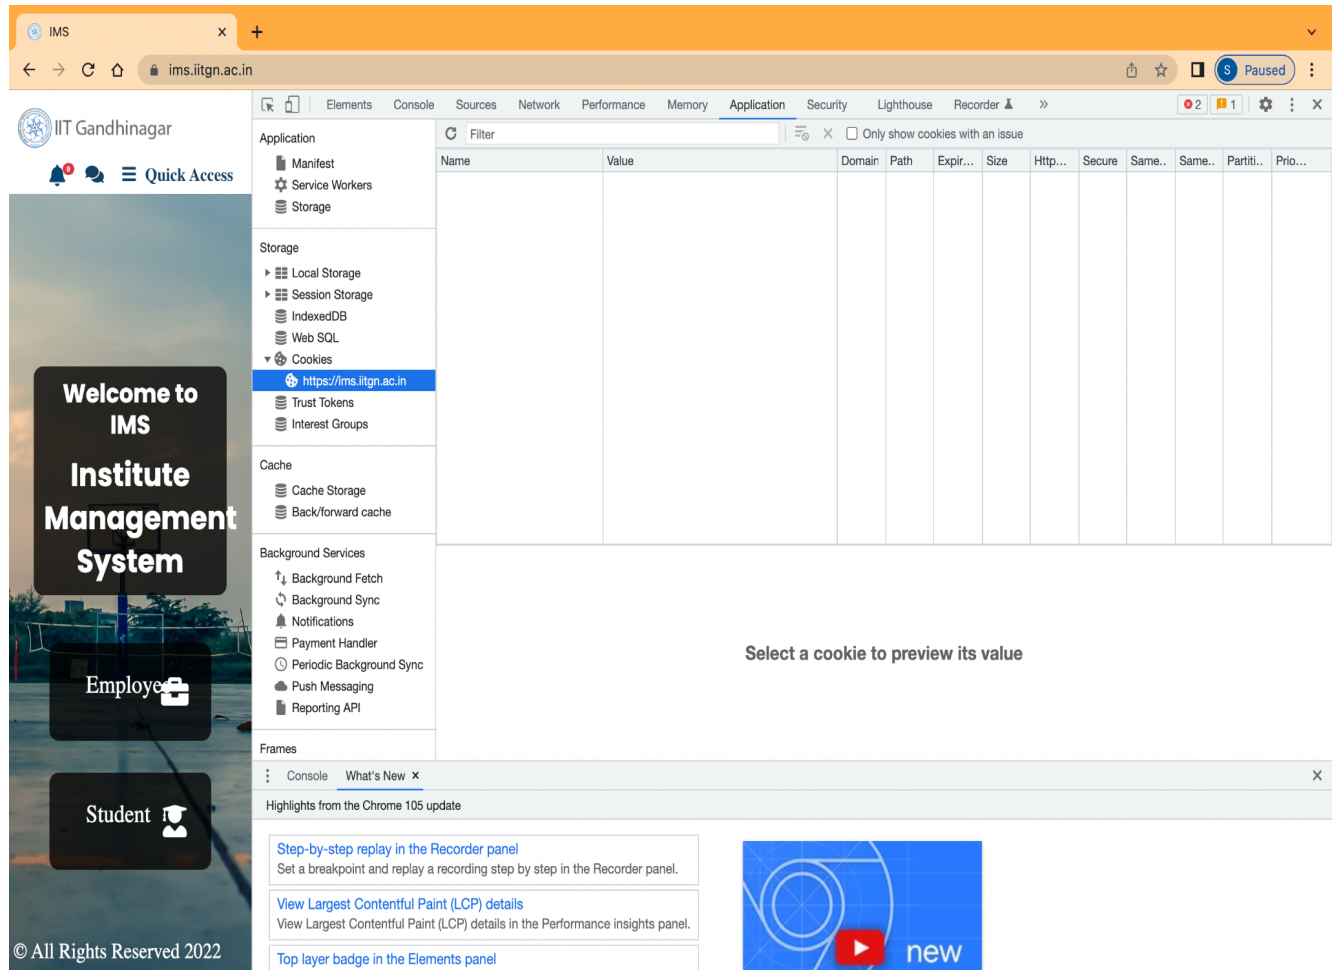 IMS
ims.iitgn.ac.in
S Paused
IIT Gandhinagar
0
Quick Access
Welcome to
IMS
Institute
Management
System
Employee
Student
© All Rights Reserved 2022
Elements Console Sources Network Performance Memory Application Security Lighthouse Recorder » 2 1
Application
Manifest
Service Workers
Storage
Storage
Local Storage
Session Storage
IndexedDB
Web SQL
Cookies
https://ims.iitgn.ac.in
Trust Tokens
Interest Groups
Cache
Cache Storage
Back/forward cache
Background Services
Background Fetch
Background Sync
Notifications
Payment Handler
Periodic Background Sync
Push Messaging
Reporting API
Frames
Filter Only show cookies with an issue
Name Value Domain Path Expir... Size Http... Secure Same.. Same.. Partiti.. Prio...
Select a cookie to preview its value
Console What's New
Highlights from the Chrome 105 update
Step-by-step replay in the Recorder panel
Set a breakpoint and replay a recording step by step in the Recorder panel.
View Largest Contentful Paint (LCP) details
View Largest Contentful Paint (LCP) details in the Performance insights panel.
Top layer badge in the Elements panel
new